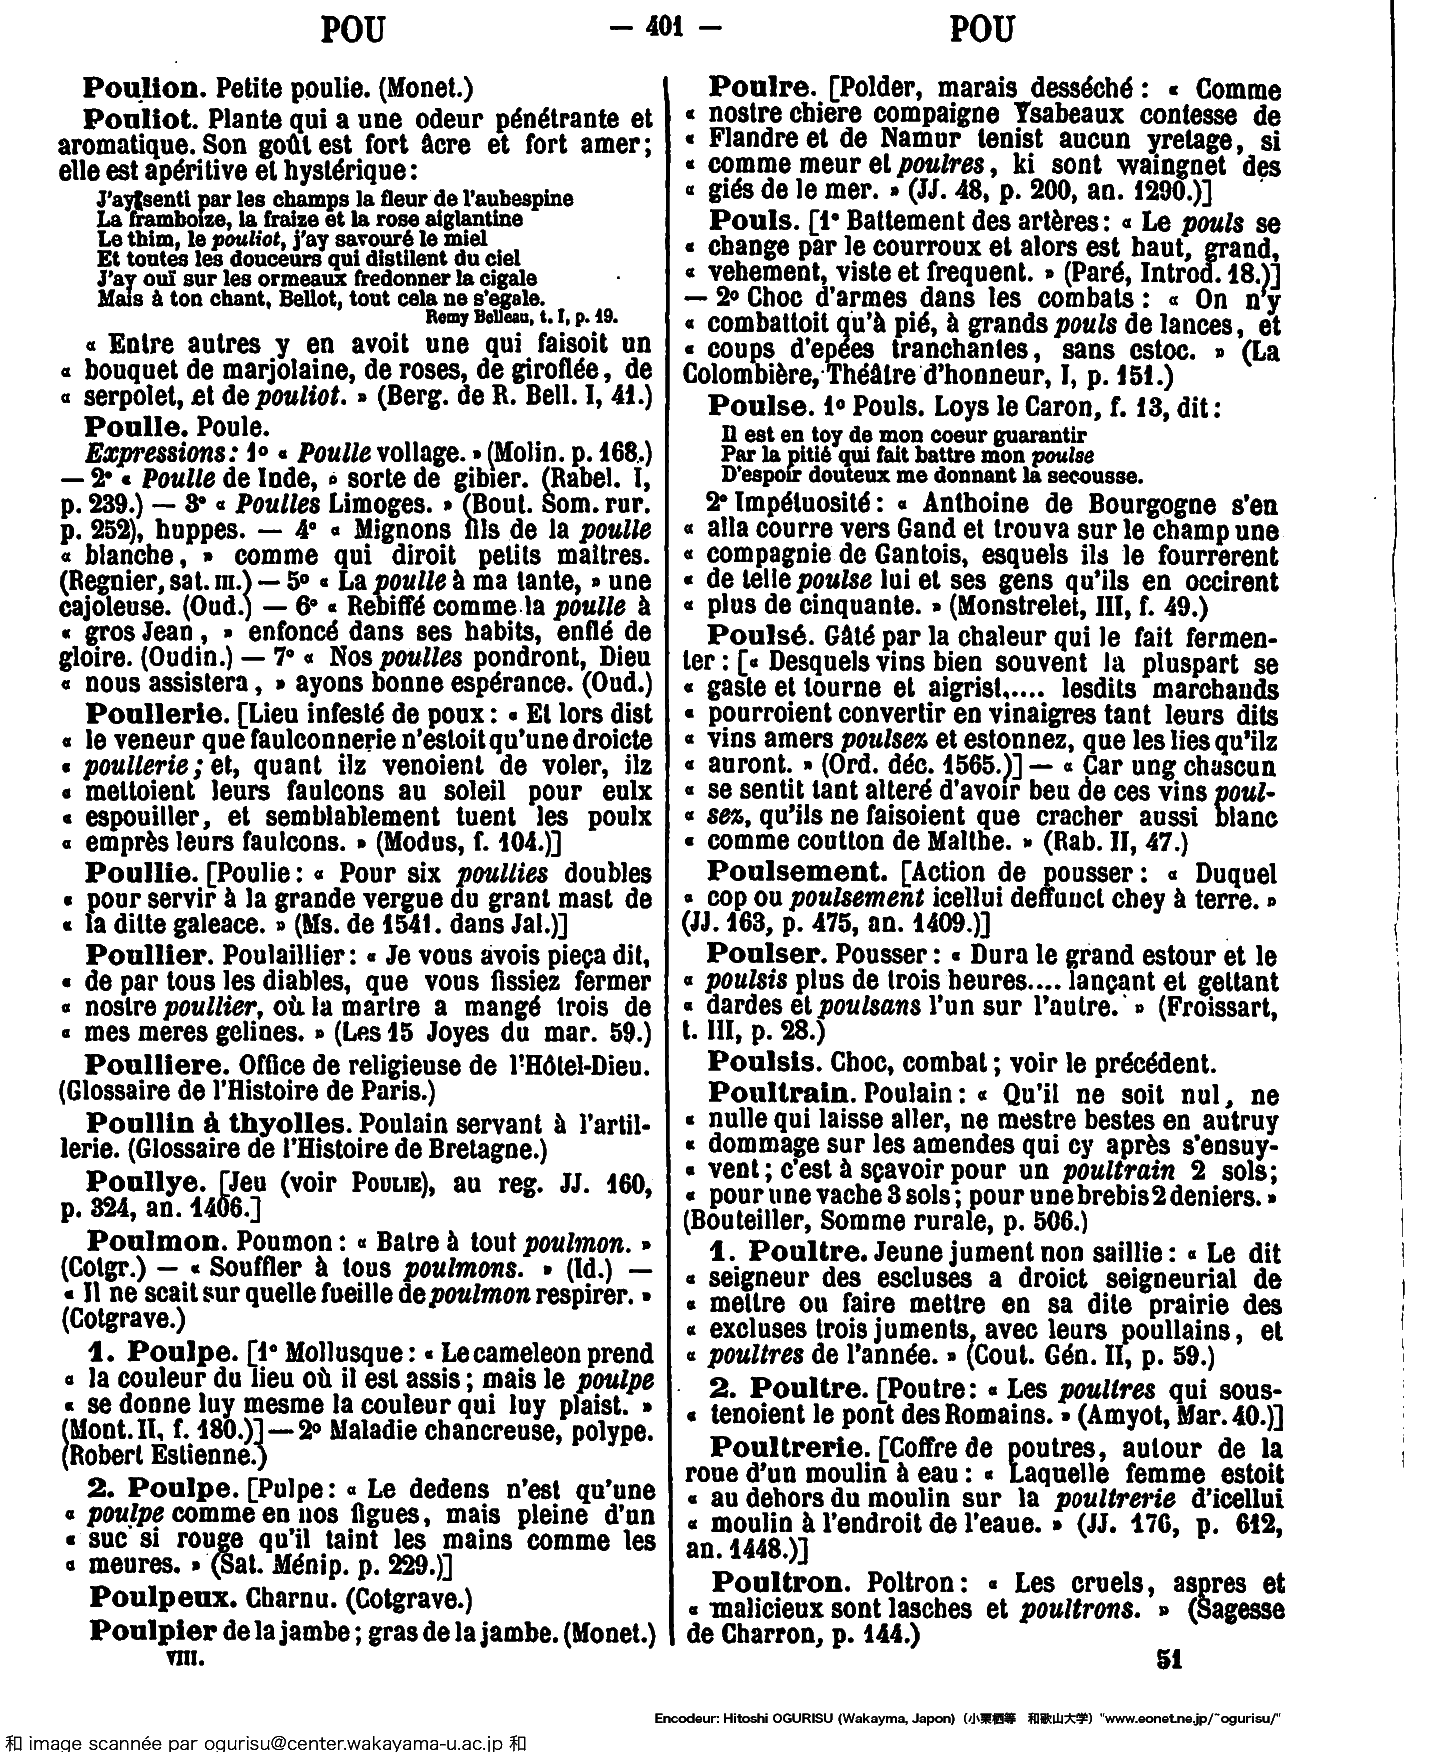 POU — 401 — POU
Poulion. Petite poulie. (Monet.)
Pouliot. Plante qui a une odeur pénétrante et
aromatique. Son goût est fort âcre et fort amer;
elle est apéritive et hystérique :
J'ay senti par les champs la fleur de l'aubespine
La framboize, la fraize et la rose aiglantine
Le thim, le pouliot, j'ay savouré le miel
Et toutes les douceurs qui distilent du ciel
J'ay ouï sur les ormeaux fredonner la cigale
Mais à ton chant, Bellot, tout cela ne s'egale.
Remy Belleau, t. I, p. 19.
« Entre autres y en avoit une qui faisoit un
« bouquet de marjolaine, de roses, de giroflée, de
« serpolet, et de pouliot. » (Berg. de R. Bell. I, 41.)
Poulle. Poule.
Expressions : 1º « Poulle vollage. » (Molin. p. 168.)
— 2º « Poulle de Inde, » sorte de gibier. (Rabel. I,
p. 239.) — 3º « Poulles Limoges. » (Bout. Som. rur.
p. 252), huppes. — 4º « Mignons fils de la poulle
« blanche, » comme qui diroit petits maîtres.
(Regnier, sat. III.) — 5º « La poulle à ma tante, » une
cajoleuse. (Oud.) — 6º « Rebiffé comme la poulle à
« gros Jean, » enfoncé dans ses habits, enflé de
gloire. (Oudin.) — 7º « Nos poulles pondront, Dieu
« nous assistera, » ayons bonne espérance. (Oud.)
Poullerie. [Lieu infesté de poux : « Et lors dist
« le veneur que faulconnerie n'estoit qu'une droicte
« poullerie ; et, quant ilz venoient de voler, ilz
« mettoient leurs faulcons au soleil pour eulx
« espouiller, et semblablement tuent les poulx
« emprès leurs faulcons. » (Modus, f. 104.)]
Poullie. [Poulie : « Pour six poullies doubles
« pour servir à la grande vergue du grant mast de
« la ditte galeace. » (Ms. de 1541. dans Jal.)]
Poullier. Poulaillier : « Je vous avois pieça dit,
« de par tous les diables, que vous fissiez fermer
« nostre poullier, où la martre a mangé trois de
« mes meres gelines. » (Les 15 Joyes du mar. 59.)
Poulliere. Office de religieuse de l'Hôtel-Dieu.
(Glossaire de l'Histoire de Paris.)
Poullin à thyolles. Poulain servant à l'artil-
lerie. (Glossaire de l'Histoire de Bretagne.)
Poullye. [Jeu (voir POULIE), au reg. JJ. 160,
p. 324, an. 1406.]
Poulmon. Poumon : « Batre à tout poulmon. »
(Cotgr.) — « Souffler à tous poulmons. » (Id.) —
« Il ne scait sur quelle fueille de poulmon respirer. »
(Cotgrave.)
1. Poulpe. [1º Mollusque : « Le cameleon prend
« la couleur du lieu où il est assis ; mais le poulpe
« se donne luy mesme la couleur qui luy plaist. »
(Mont. II, f. 180.)] — 2º Maladie chancreuse, polype.
(Robert Estienne.)
2. Poulpe. [Pulpe : « Le dedens n'est qu'une
« poulpe comme en nos figues, mais pleine d'un
« suc si rouge qu'il taint les mains comme les
« meures. » (Sat. Ménip. p. 229.)]
Poulpeux. Charnu. (Cotgrave.)
Poulpier de la jambe ; gras de la jambe. (Monet.)
VIII.
Poulre. [Polder, marais desséché : « Comme
« nostre chiere compaigne Ysabeaux contesse de
« Flandre et de Namur tenist aucun yretage, si
« comme meur et poulres, ki sont waingnet des
« giés de le mer. » (JJ. 48, p. 200, an. 1290.)]
Pouls. [1º Battement des artères : « Le pouls se
« change par le courroux et alors est haut, grand,
« vehement, viste et frequent. » (Paré, Introd. 18.)]
— 2º Choc d'armes dans les combats : « On n'y
« combattoit qu'à pié, à grands pouls de lances, et
« coups d'epées tranchantes, sans estoc. » (La
Colombière, Théâtre d'honneur, I, p. 151.)
Poulse. 1º Pouls. Loys le Caron, f. 13, dit :
Il est en toy de mon coeur guarantir
Par la pitié qui fait battre mon poulse
D'espoir douteux me donnant la secousse.
2º Impétuosité : « Anthoine de Bourgogne s'en
« alla courre vers Gand et trouva sur le champ une
« compagnie de Gantois, esquels ils le fourrerent
« de telle poulse lui et ses gens qu'ils en occirent
« plus de cinquante. » (Monstrelet, III, f. 49.)
Poulsé. Gâté par la chaleur qui le fait fermen-
ter : [« Desquels vins bien souvent la pluspart se
« gaste et tourne et aigrist,.... lesdits marchands
« pourroient convertir en vinaigres tant leurs dits
« vins amers poulsez et estonnez, que les lies qu'ilz
« auront. » (Ord. déc. 1565.)] — « Car ung chascun
« se sentit tant alteré d'avoir beu de ces vins poul-
« sez, qu'ils ne faisoient que cracher aussi blanc
« comme coutton de Malthe. » (Rab. II, 47.)
Poulsement. [Action de pousser : « Duquel
« cop ou poulsement icellui deffunct chey à terre. »
(JJ. 163, p. 475, an. 1409.)]
Poulser. Pousser : « Dura le grand estour et le
« poulsis plus de trois heures.... lançant et gettant
« dardes et poulsans l'un sur l'autre. » (Froissart,
t. III, p. 28.)
Poulsis. Choc, combat ; voir le précédent.
Poultrain. Poulain : « Qu'il ne soit nul, ne
« nulle qui laisse aller, ne mestre bestes en autruy
« dommage sur les amendes qui cy après s'ensuy-
« vent ; c'est à sçavoir pour un poultrain 2 sols ;
« pour une vache 3 sols ; pour une brebis 2 deniers. »
(Bouteiller, Somme rurale, p. 506.)
1. Poultre. Jeune jument non saillie : « Le dit
« seigneur des escluses a droict seigneurial de
« mettre ou faire mettre en sa dite prairie des
« excluses trois juments, avec leurs poullains, et
« poultres de l'année. » (Cout. Gén. II, p. 59.)
2. Poultre. [Poutre : « Les poultres qui sous-
« tenoient le pont des Romains. » (Amyot, Mar. 40.)]
Poultrerie. [Coffre de poutres, autour de la
roue d'un moulin à eau : « Laquelle femme estoit
« au dehors du moulin sur la poultrerie d'icellui
« moulin à l'endroit de l'eaue. » (JJ. 176, p. 612,
an. 1448.)]
Poultron. Poltron : « Les cruels, aspres et
« malicieux sont lasches et poultrons. » (Sagesse
de Charron, p. 144.)
51
Encodeur: Hitoshi OGURISU (Wakayma, Japon) (小栗栖等 和歌山大学) "www.eonet.ne.jp/~ogurisu/"
和 image scannée par ogurisu@center.wakayama-u.ac.jp 和